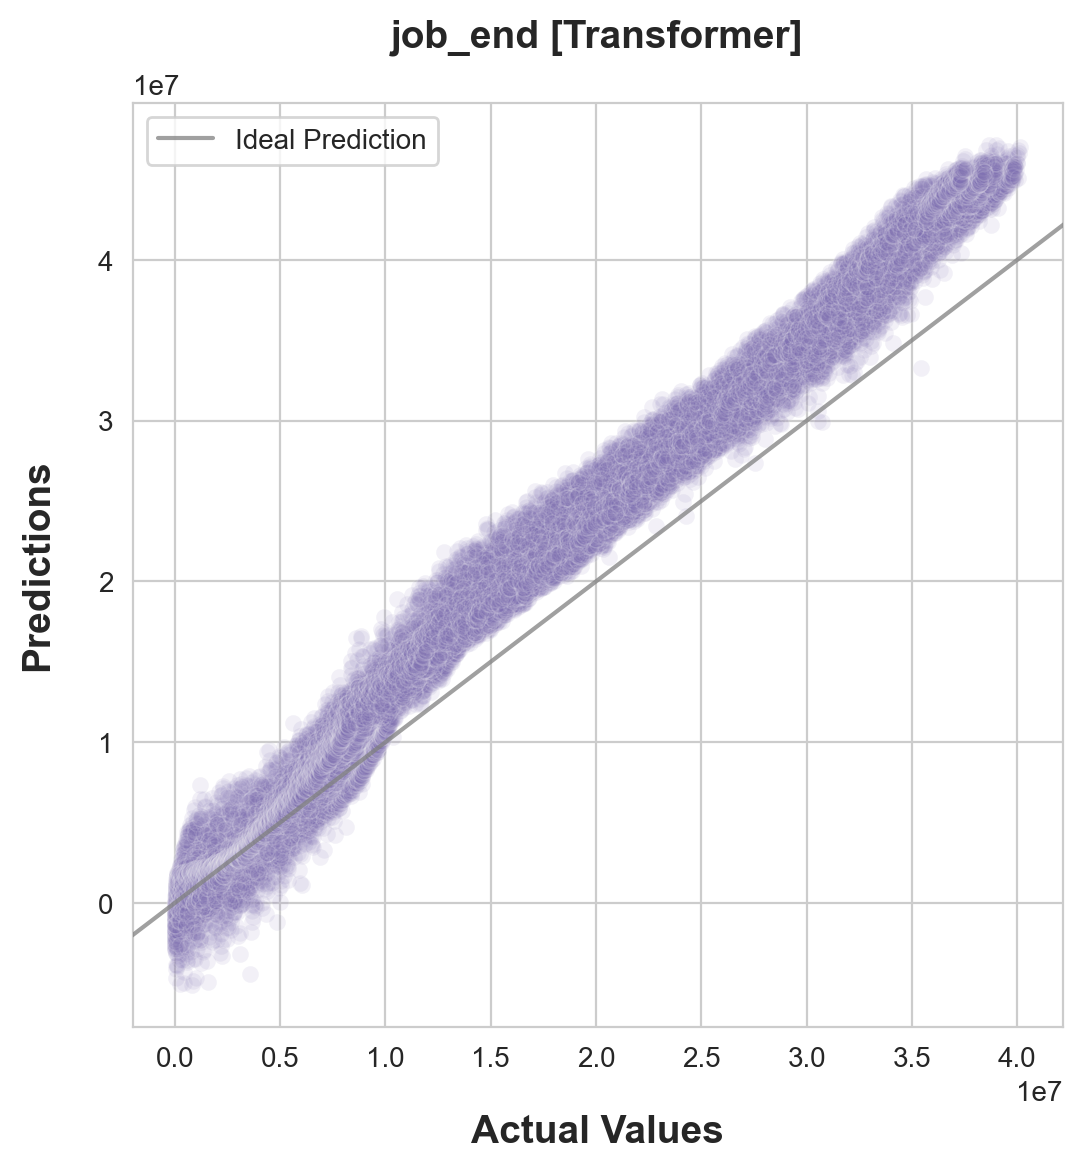 job_end [Transformer]
1e7
Ideal Prediction
4
3
2
1
0
Predictions
0.0 0.5 1.0 1.5 2.0 2.5 3.0 3.5 4.0
1e7
Actual Values